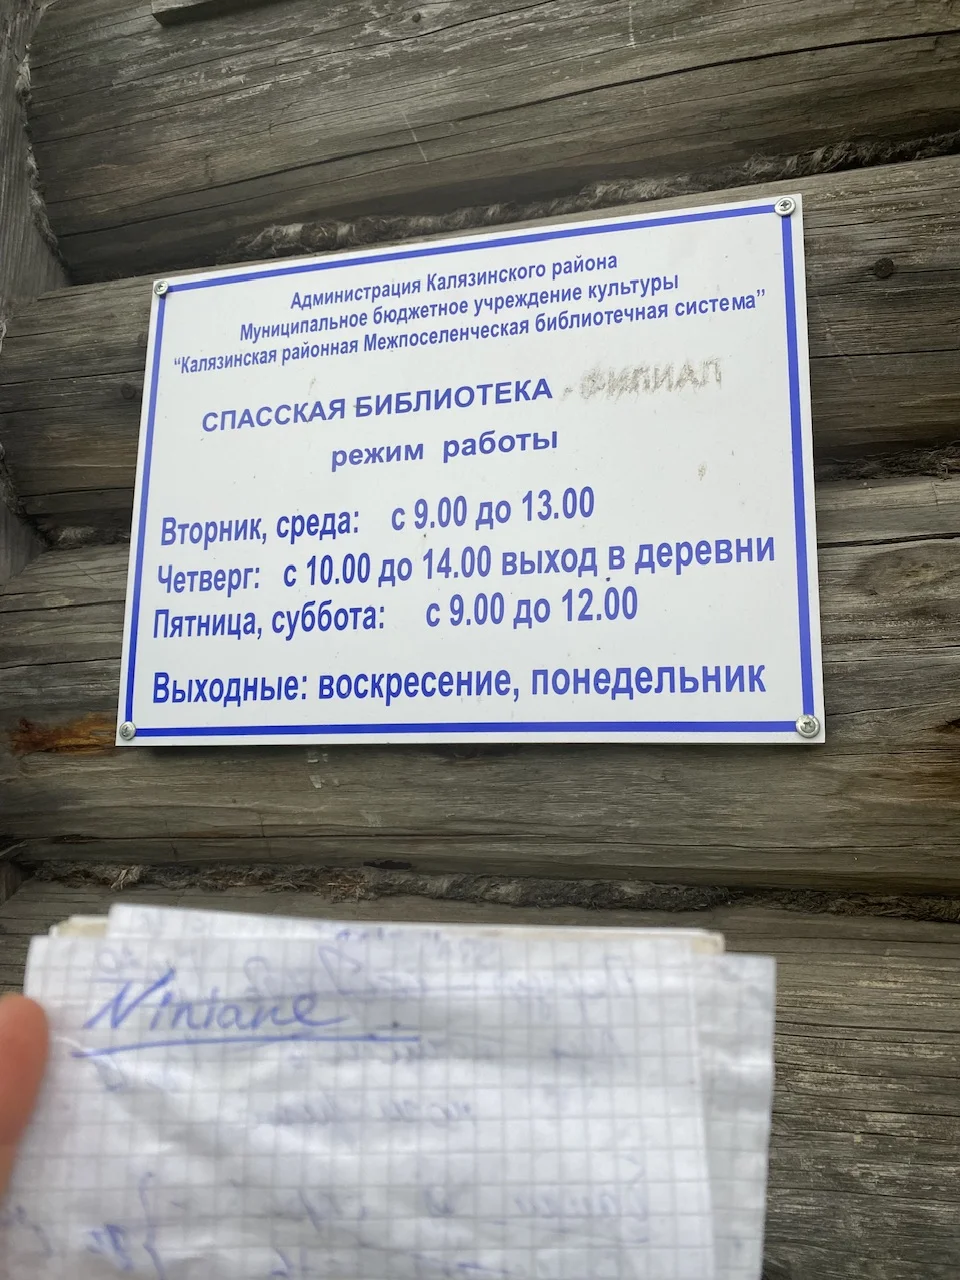 Администрация Калязинского района
Муниципальное бюджетное учреждение культуры
“Калязинская районная Межпоселенческая библиотечная система”
СПАССКАЯ БИБЛИОТЕКА - ФИЛИАЛ
режим работы
Вторник, среда: с 9.00 до 13.00
Четверг: с 10.00 до 14.00 выход в деревни
Пятница, суббота: с 9.00 до 12.00
Выходные: воскресение, понедельник
Niniane